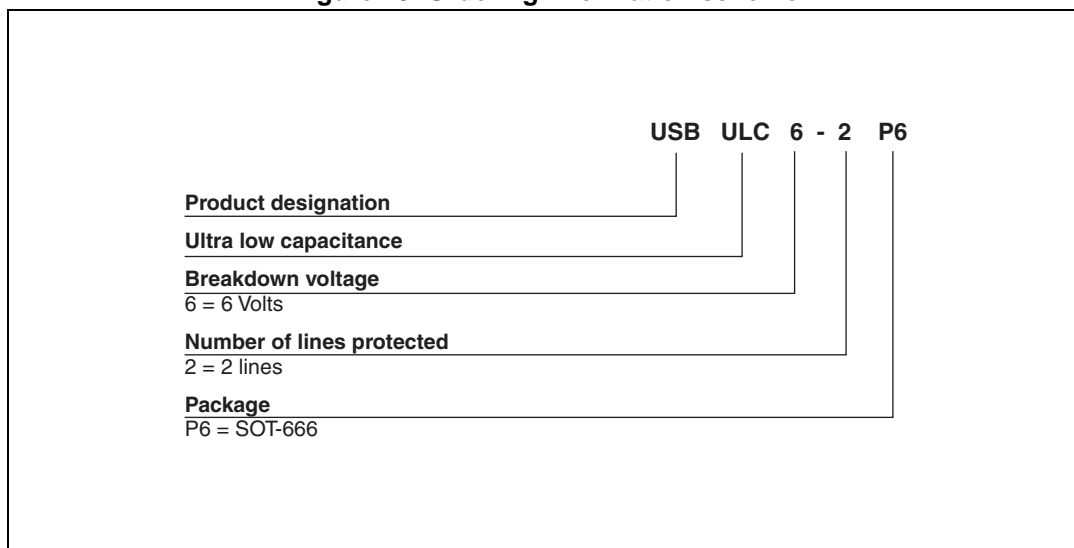 USB ULC 6 - 2 P6
Product designation
Ultra low capacitance
Breakdown voltage
6 = 6 Volts
Number of lines protected
2 = 2 lines
Package
P6 = SOT-666